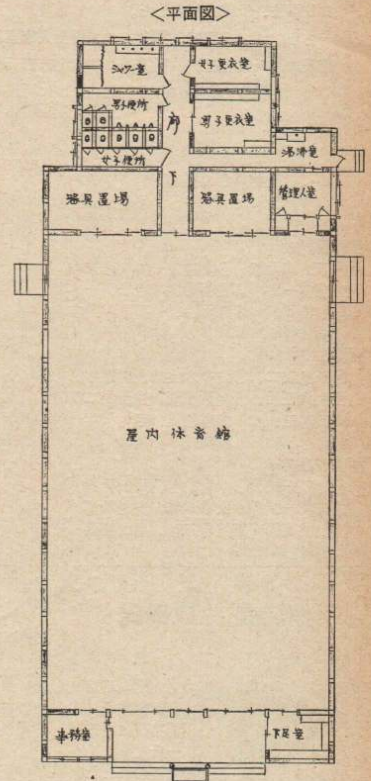 <平面図>
シャワー室
女子更衣室
男子便所
廊下
男子更衣室
女子便所
湯沸室
器具置場
器具置場
管理人室
屋内体育館
事務室
下足室